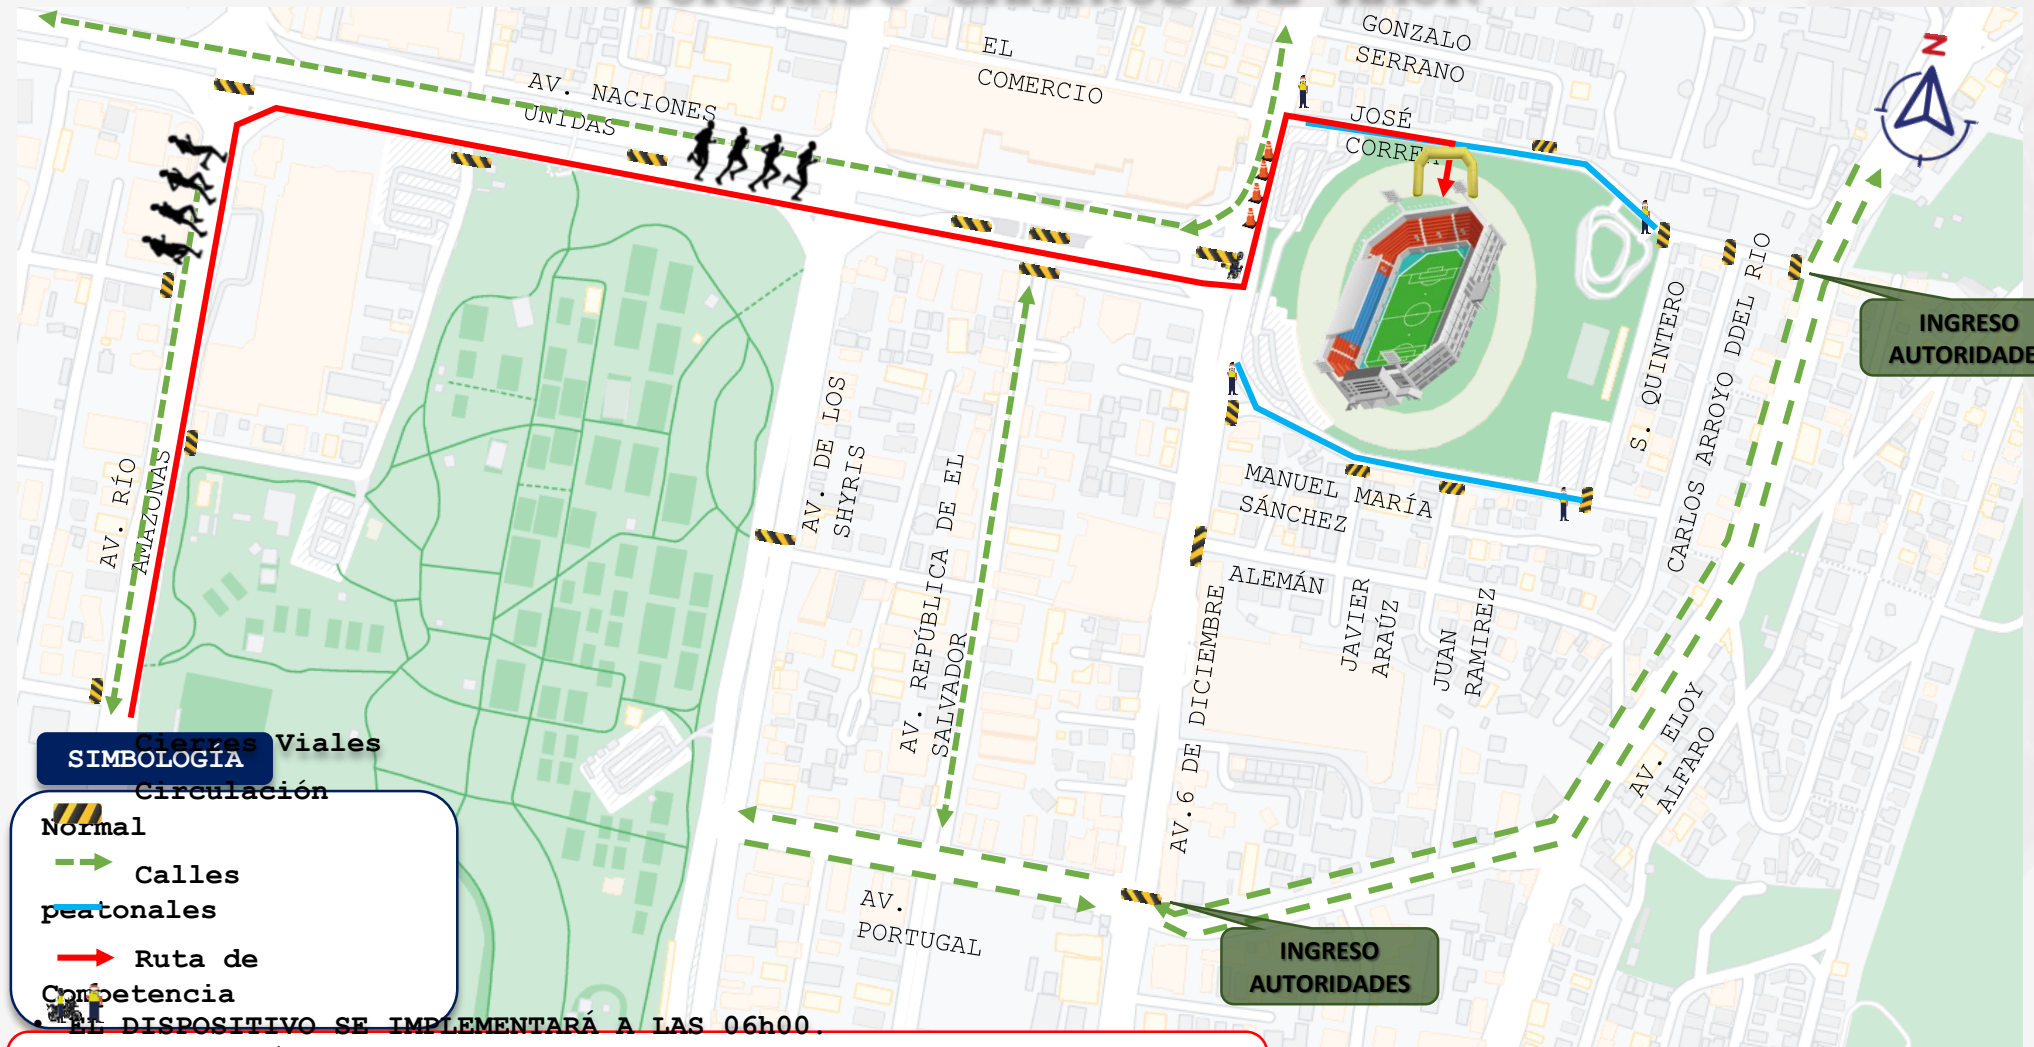 GONZALO
SERRANO
EL
COMERCIO
N
AV. NACIONES
UNIDAS
JOSÉ
CORREA
INGRESO
AUTORIDADE
S. QUINTERO
CARLOS ARROYO DDEL RIO
AV. DE LOS
SHYRIS
AV. RÍO
AMAZONAS
AV. REPÚBLICA DE EL
SALVADOR
MANUEL MARÍA
SÁNCHEZ
ALEMÁN
JAVIER
ARAÚZ
JUAN
RAMIREZ
AV.6 DE DICIEMBRE
AV. ELOY
ALFARO
AV.
PORTUGAL
INGRESO
AUTORIDADES
SIMBOLOGÍA
Cierres Viales
Circulación
Normal
Calles
peatonales
Ruta de
Competencia
• EL DISPOSITIVO SE IMPLEMENTARÁ A LAS 06h00.